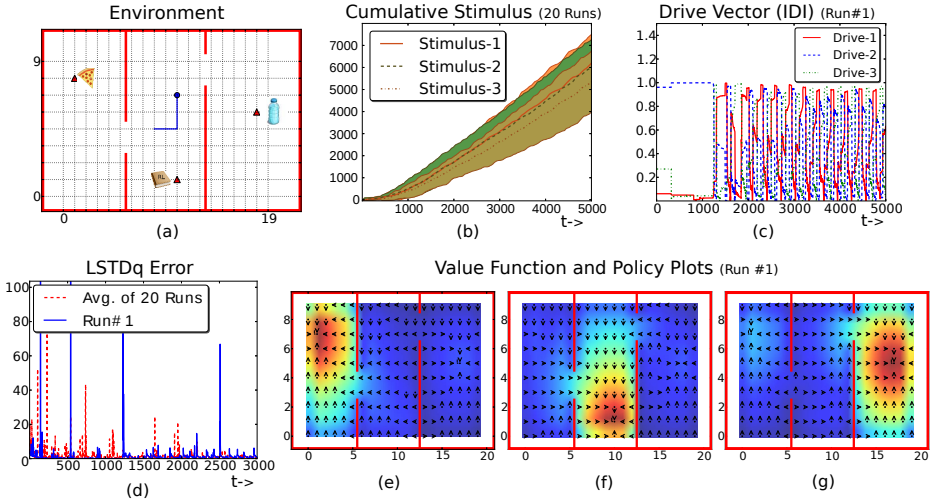 Environment
9
0
0
19
(a)
Cumulative Stimulus (20 Runs)
7000
6000
5000
4000
3000
2000
1000
0
Stimulus-1
Stimulus-2
Stimulus-3
1000 2000 3000 4000 5000
t->
(b)
Drive Vector (IDI) (Run#1)
1.4
1.2
1.0
0.8
0.6
0.4
0.2
Drive-1
Drive-2
Drive-3
0 1000 2000 3000 4000 5000
t->
(c)
LSTDq Error
100
80
60
40
20
0
Avg. of 20 Runs
Run# 1
500 1000 1500 2000 2500 3000
t->
(d)
Value Function and Policy Plots (Run #1)
8
6
4
2
0
0 5 10 15 20
(e)
8
6
4
2
0
0 5 10 15 20
(f)
8
6
4
2
0
0 5 10 15 20
(g)